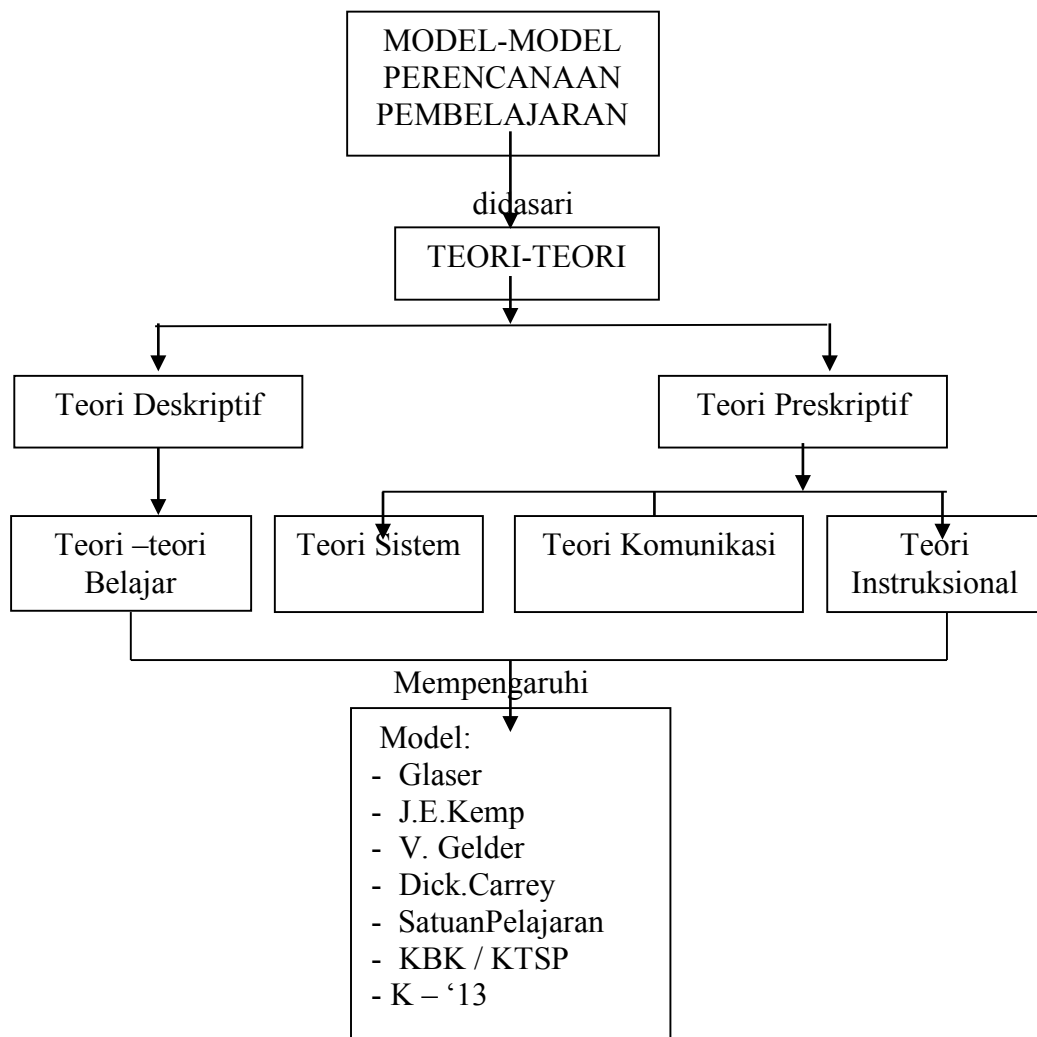 MODEL-MODEL
PERENCANAAN
PEMBELAJARAN
didasari
TEORI-TEORI
Teori Deskriptif
Teori Preskriptif
Teori –teori
Belajar
Teori Sistem
Teori Komunikasi
Teori
Instruksional
Mempengaruhi
Model:
- Glaser
- J.E.Kemp
- V. Gelder
- Dick.Carrey
- SatuanPelajaran
- KBK / KTSP
- K – ‘13